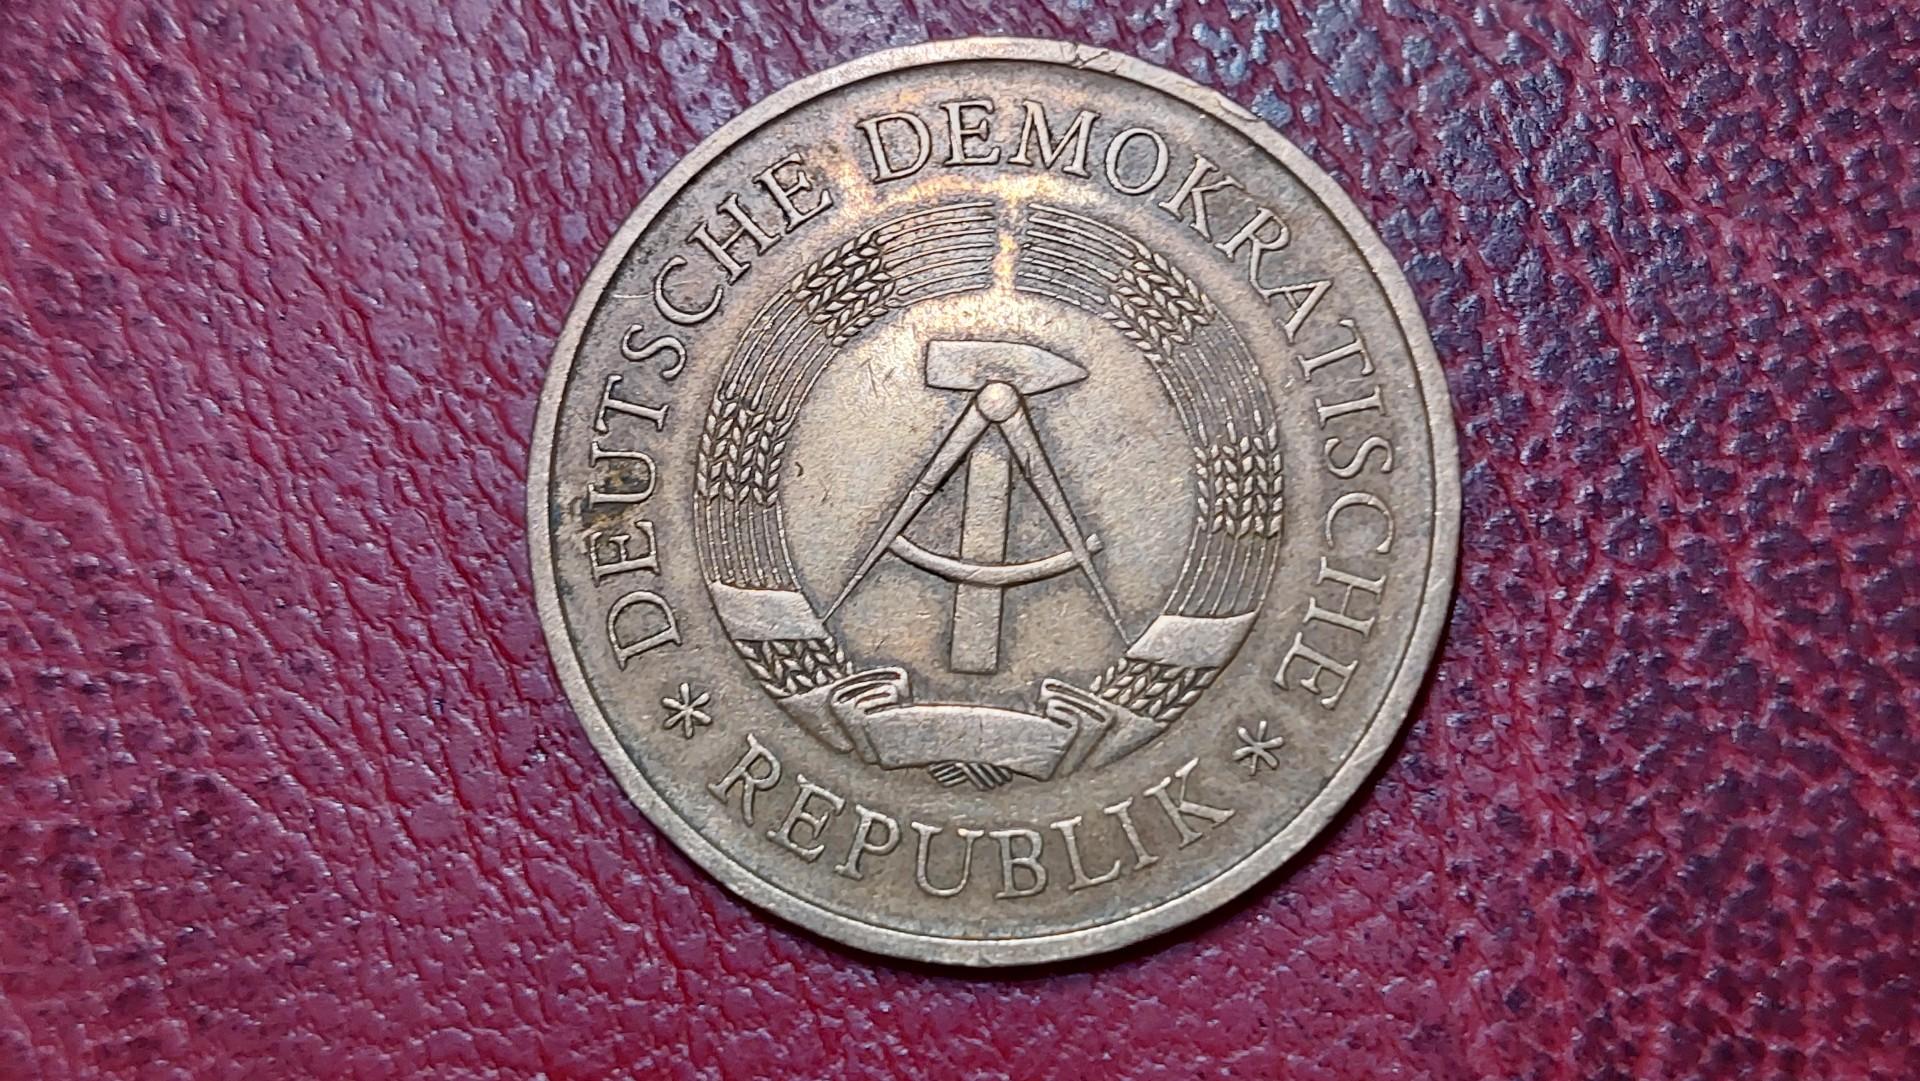 DEUTSCHE DEMOKRATISCHE
* REPUBLIK *